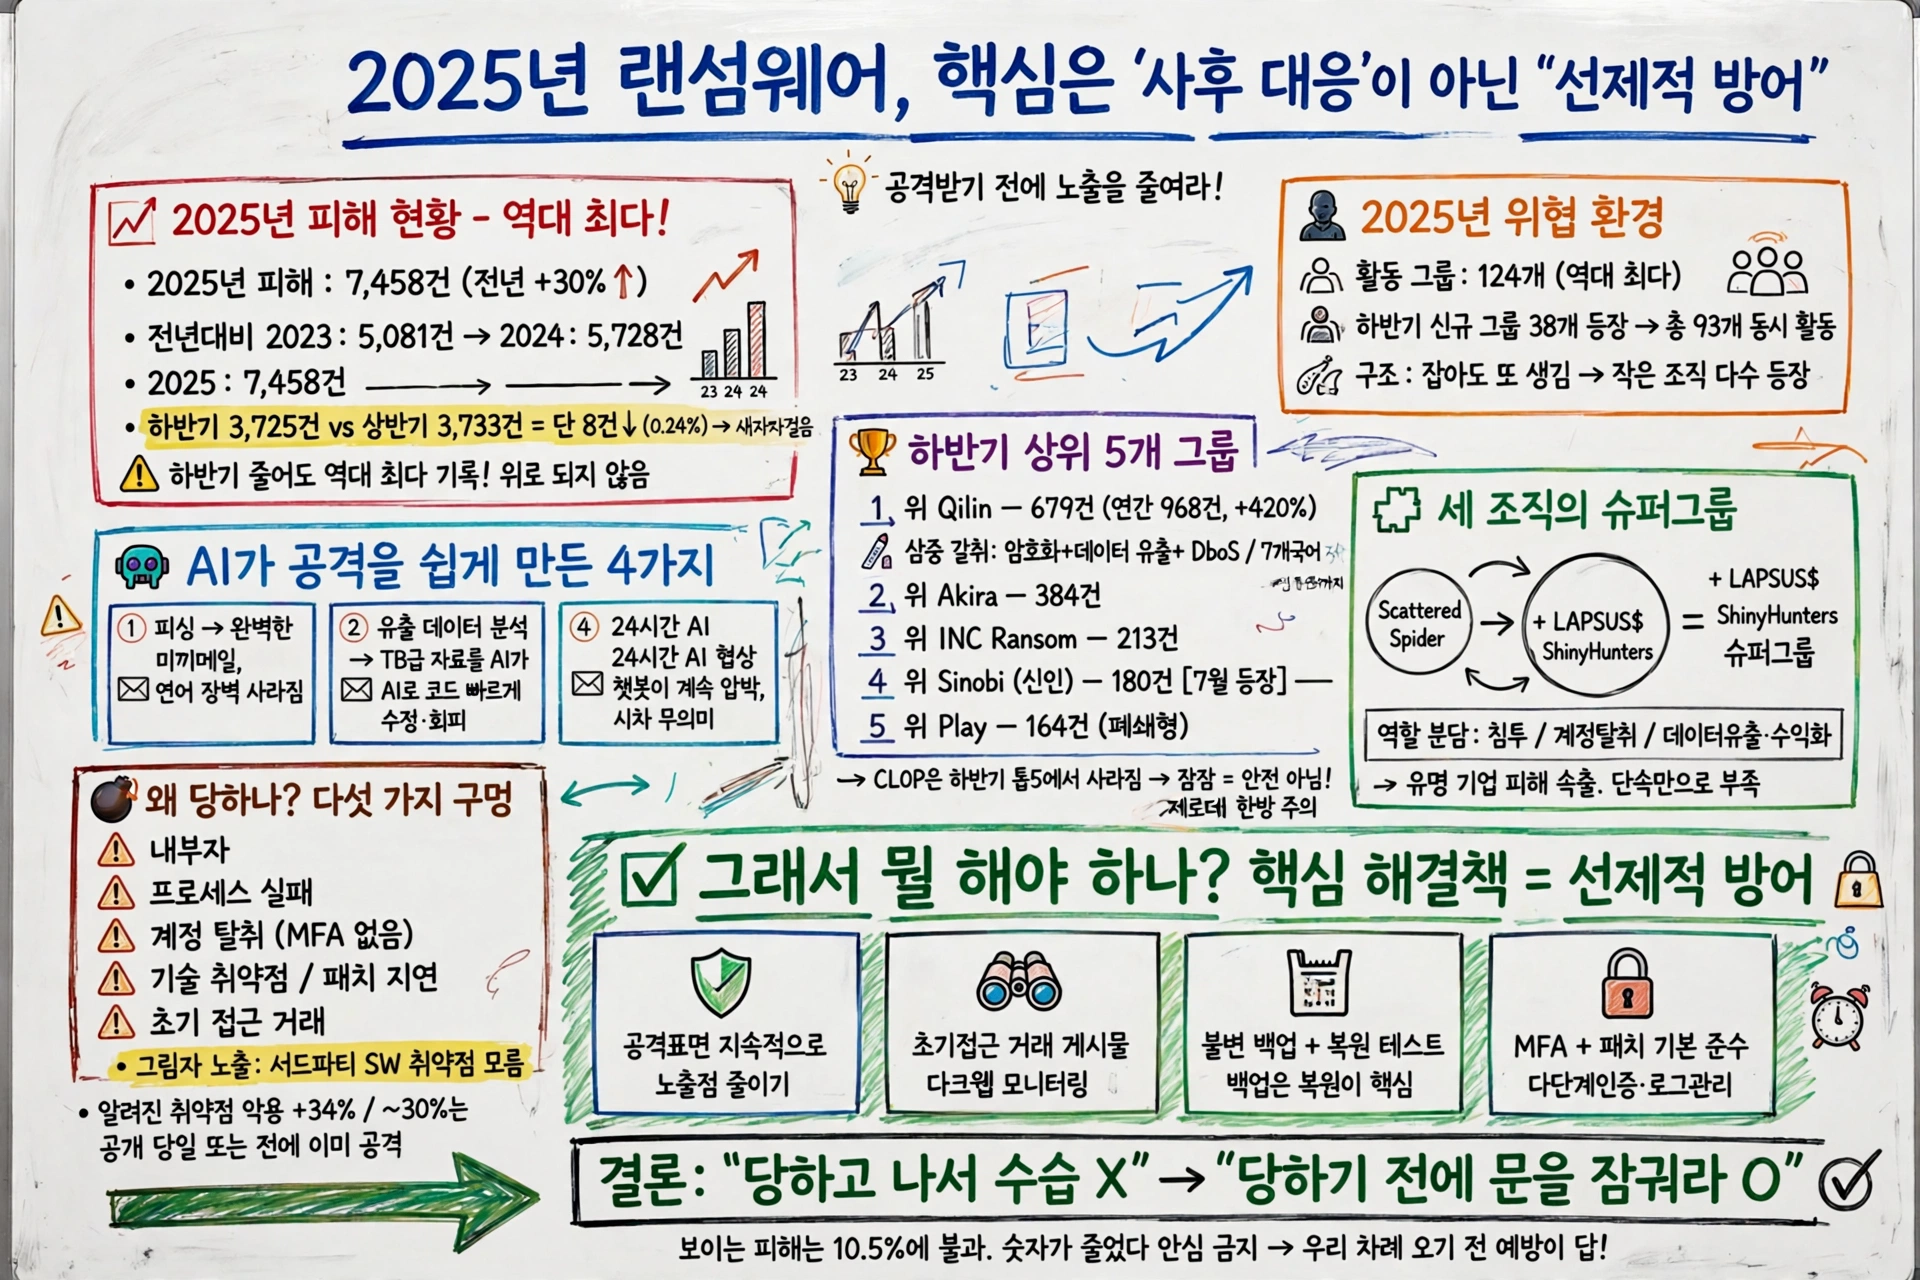 2025년 랜섬웨어, 핵심은 ‘사후 대응’이 아닌 “선제적 방어”
공격받기 전에 노출을 줄여라!
2025년 피해 현황 - 역대 최다!
• 2025년 피해 : 7,458건 (전년 +30%↑)
• 전년대비 2023 : 5,081건 → 2024 : 5,728건
• 2025 : 7,458건
23 24 24
• 하반기 3,725건 vs 상반기 3,733건 = 단 8건↓ (0.24%) → 새자자걸음
하반기 줄어도 역대 최다 기록! 위로 되지 않음
23 24 25
2025년 위협 환경
활동 그룹 : 124개 (역대 최다)
하반기 신규 그룹 38개 등장 → 총 93개 동시 활동
구조 : 잡아도 또 생김 → 작은 조직 다수 등장
AI가 공격을 쉽게 만든 4가지
① 피싱 → 완벽한
미끼메일,
연어 장벽 사라짐
② 유출 데이터 분석
→ TB급 자료를 AI가
AI로 코드 빠르게
수정·회피
④ 24시간 AI
24시간 AI 협상
챗봇이 계속 압박,
시차 무의미
하반기 상위 5개 그룹
1, 위 Qilin – 679건 (연간 968건, +420%)
삼중 갈취: 암호화+데이터 유출+ DboS / 7개국어
2, 위 Akira – 384건
3 위 INC Ransom – 213건
4 위 Sinobi (신인) – 180건 [7월 등장] —
5 위 Play – 164건 (폐쇄형)
→ CLOP은 하반기 톱5에서 사라짐 → 잠잠 = 안전 아님!
제로데 한방 주의
세 조직의 슈퍼그룹
Scattered
Spider
+ LAPSUS$
ShinyHunters
=
+ LAPSUS$
ShinyHunters
슈퍼그룹
역할 분담 : 침투 / 계정탈취 / 데이터유출·수익화
→ 유명 기업 피해 속출. 단속만으로 부족
왜 당하나? 다섯 가지 구멍
내부자
프로세스 실패
계정 탈취 (MFA 없음)
기술 취약점 / 패치 지연
초기 접근 거래
• 그림자 노출: 서드파티 SW 취약점 모름
• 알려진 취약점 악용 +34% / ~30%는
공개 당일 또는 전에 이미 공격
그래서 뭘 해야 하나? 핵심 해결책 = 선제적 방어
공격표면 지속적으로
노출점 줄이기
초기접근 거래 게시물
다크웹 모니터링
불변 백업 + 복원 테스트
백업은 복원이 핵심
MFA + 패치 기본 준수
다단계인증·로그관리
결론 : “당하고 나서 수습 X” → “당하기 전에 문을 잠궈라 O”
보이는 피해는 10.5%에 불과. 숫자가 줄었다 안심 금지 → 우리 차례 오기 전 예방이 답!